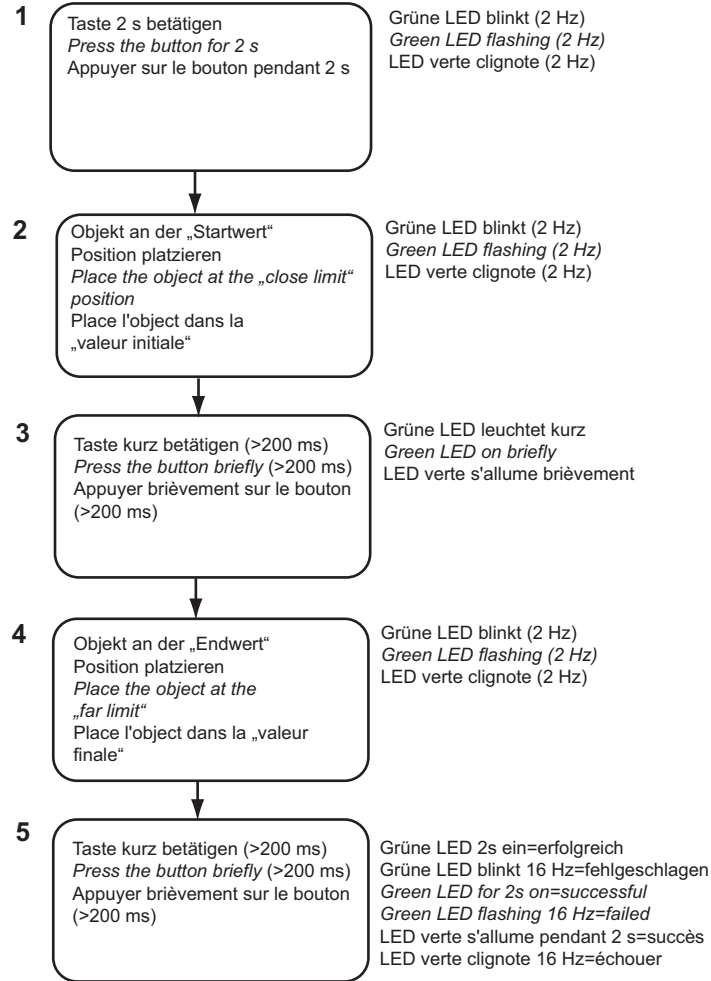 1
Taste 2 s betätigen
Press the button for 2 s
Appuyer sur le bouton pendant 2 s
Grüne LED blinkt (2 Hz)
Green LED flashing (2 Hz)
LED verte clignote (2 Hz)
2
Objekt an der „Startwert“
Position platzieren
Place the object at the „close limit“
position
Place l'object dans la
„valeur initiale“
Grüne LED blinkt (2 Hz)
Green LED flashing (2 Hz)
LED verte clignote (2 Hz)
3
Taste kurz betätigen (>200 ms)
Press the button briefly (>200 ms)
Appuyer brièvement sur le bouton
(>200 ms)
Grüne LED leuchtet kurz
Green LED on briefly
LED verte s'allume brièvement
4
Objekt an der „Endwert“
Position platzieren
Place the object at the
„far limit“
Place l'object dans la „valeur
finale“
Grüne LED blinkt (2 Hz)
Green LED flashing (2 Hz)
LED verte clignote (2 Hz)
5
Taste kurz betätigen (>200 ms)
Press the button briefly (>200 ms)
Appuyer brièvement sur le bouton
(>200 ms)
Grüne LED 2s ein=erfolgreich
Grüne LED blinkt 16 Hz=fehlgeschlagen
Green LED for 2s on=successful
Green LED flashing 16 Hz=failed
LED verte s'allume pendant 2 s=succès
LED verte clignote 16 Hz=échouer